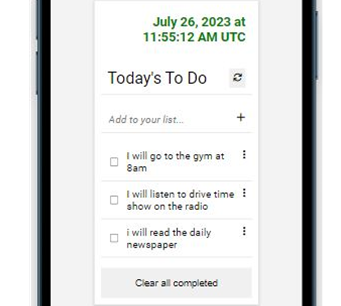 July 26, 2023 at
11:55:12 AM UTC
Today's To Do
Add to your list...
I will go to the gym at
8am
I will listen to drive time
show on the radio
i will read the daily
newspaper
Clear all completed